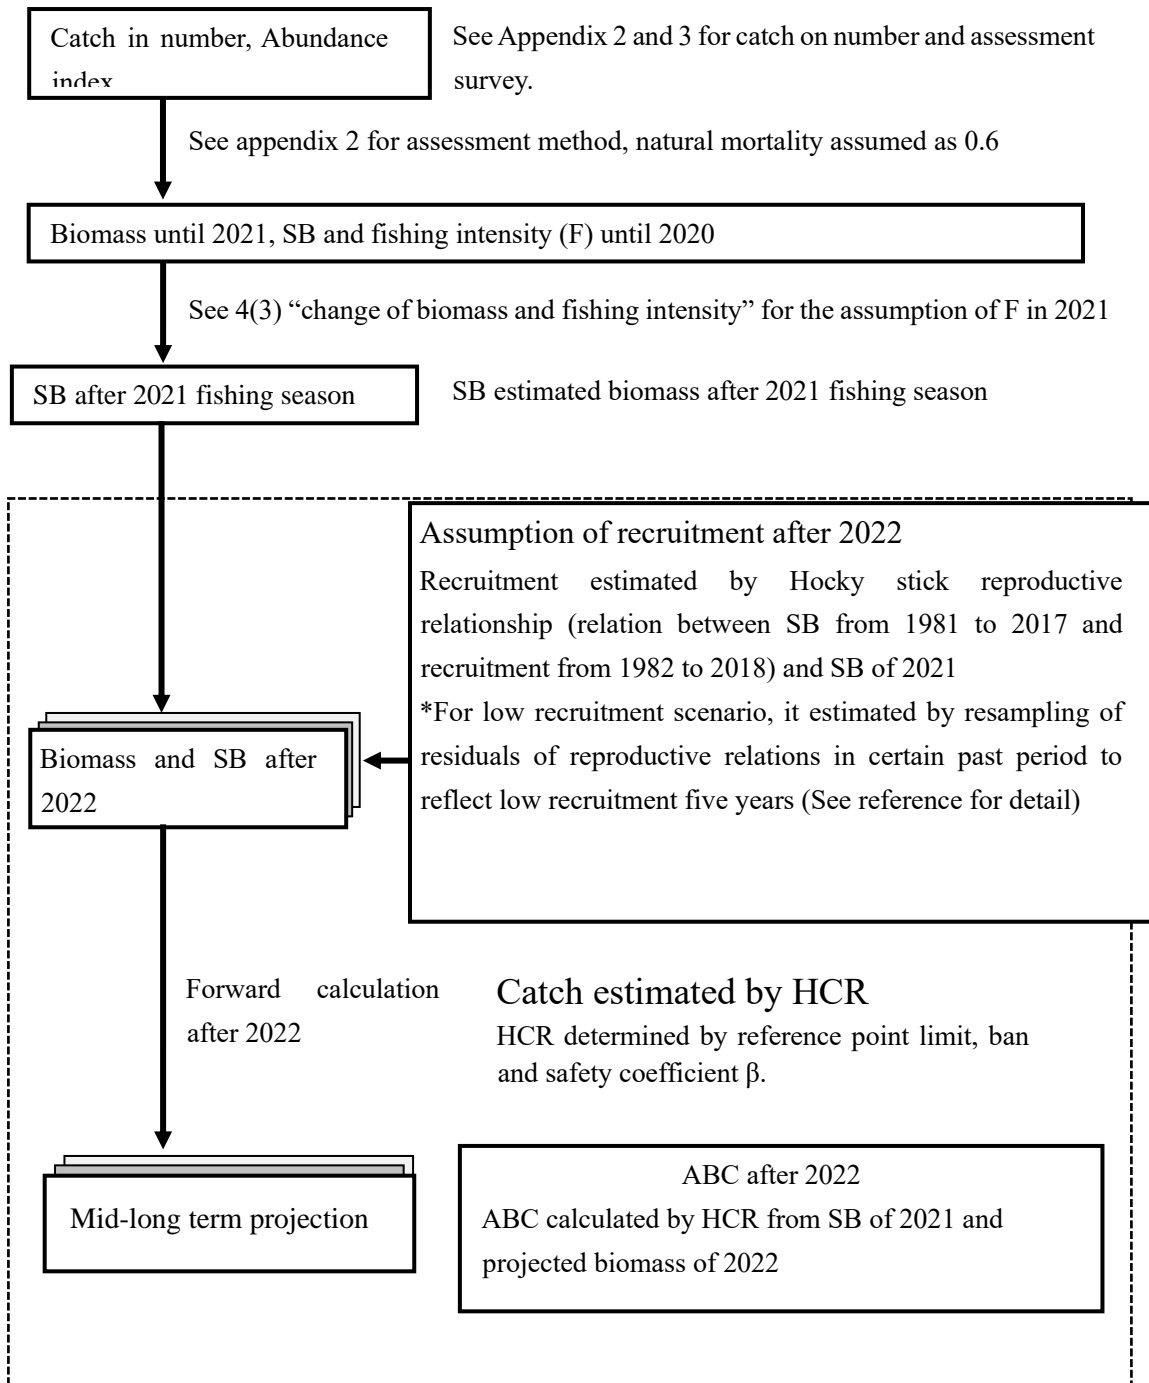 Catch in number, Abundance
index
See Appendix 2 and 3 for catch on number and assessment
survey.
See appendix 2 for assessment method, natural mortality assumed as 0.6
Biomass until 2021, SB and fishing intensity (F) until 2020
See 4(3) “change of biomass and fishing intensity” for the assumption of F in 2021
SB after 2021 fishing season
SB estimated biomass after 2021 fishing season
Assumption of recruitment after 2022
Recruitment estimated by Hocky stick reproductive
relationship (relation between SB from 1981 to 2017 and
recruitment from 1982 to 2018) and SB of 2021
*For low recruitment scenario, it estimated by resampling of
residuals of reproductive relations in certain past period to
reflect low recruitment five years (See reference for detail)
Biomass and SB after
2022
Forward calculation
after 2022
Catch estimated by HCR
HCR determined by reference point limit, ban
and safety coefficient β.
Mid-long term projection
ABC after 2022
ABC calculated by HCR from SB of 2021 and
projected biomass of 2022